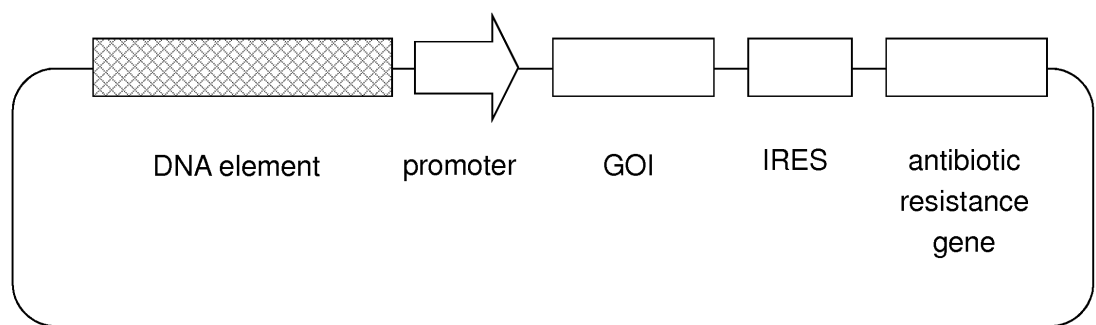 DNA element
promoter
GOI
IRES
antibiotic
resistance
gene